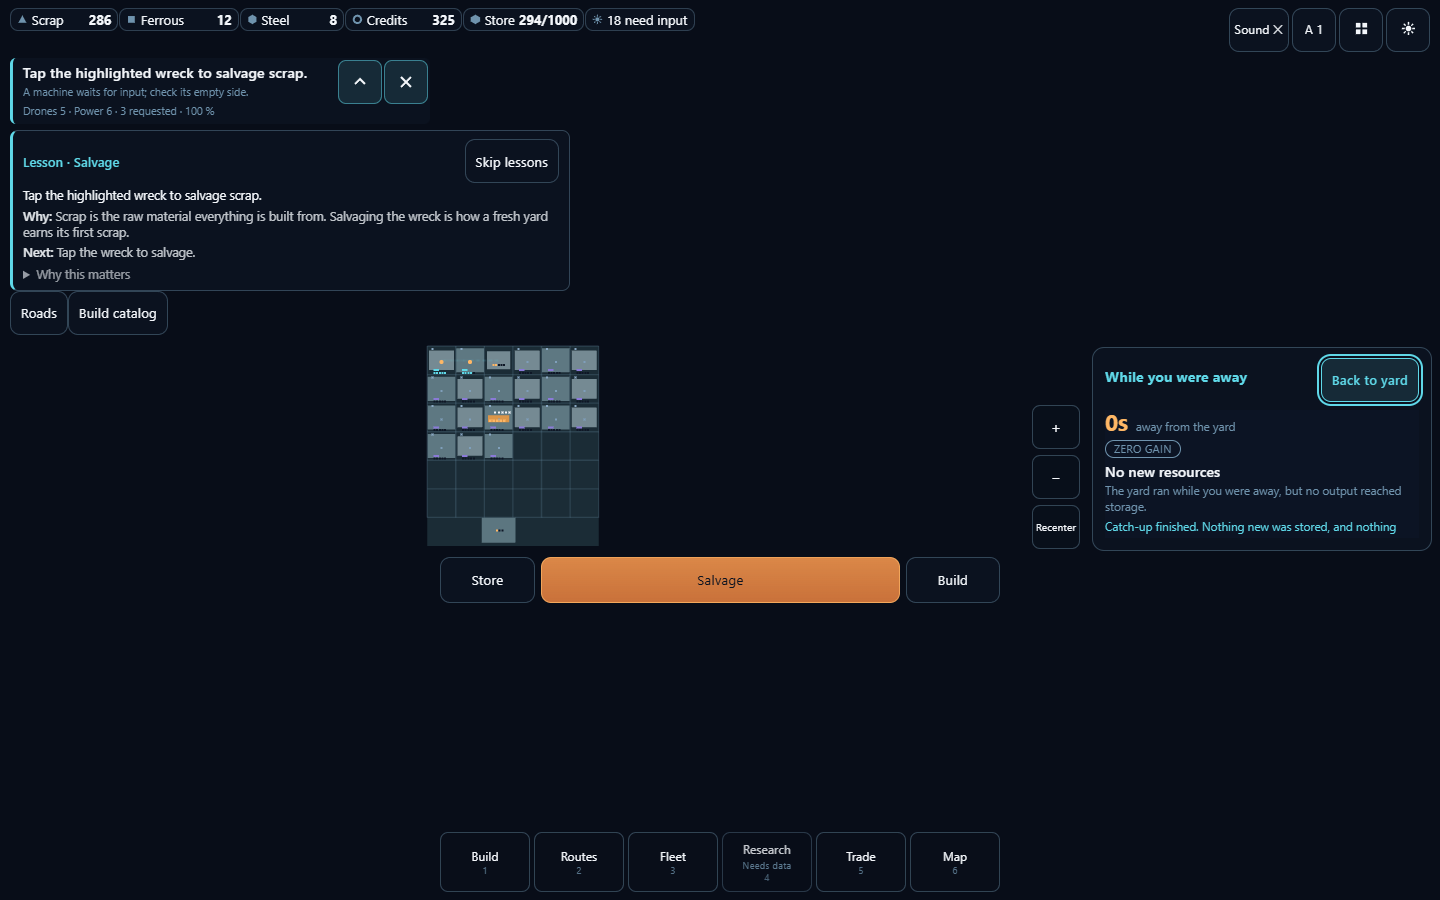 Scrap 286 Ferrous 12 Steel 8 Credits 325 Store 294/1000 18 need input
Sound A 1
Tap the highlighted wreck to salvage scrap.
A machine waits for input; check its empty side.
Drones 5 · Power 6 · 3 requested · 100 %
Lesson · Salvage
Skip lessons
Tap the highlighted wreck to salvage scrap.
Why: Scrap is the raw material everything is built from. Salvaging the wreck is how a fresh yard
earns its first scrap.
Next: Tap the wreck to salvage.
Why this matters
Roads Build catalog
While you were away
Back to yard
0s away from the yard
ZERO GAIN
No new resources
The yard ran while you were away, but no output reached
storage.
Catch-up finished. Nothing new was stored, and nothing
+
−
Recenter
Store Salvage Build
Build Routes Fleet Research Trade Map
Needs data
1 2 3 4 5 6